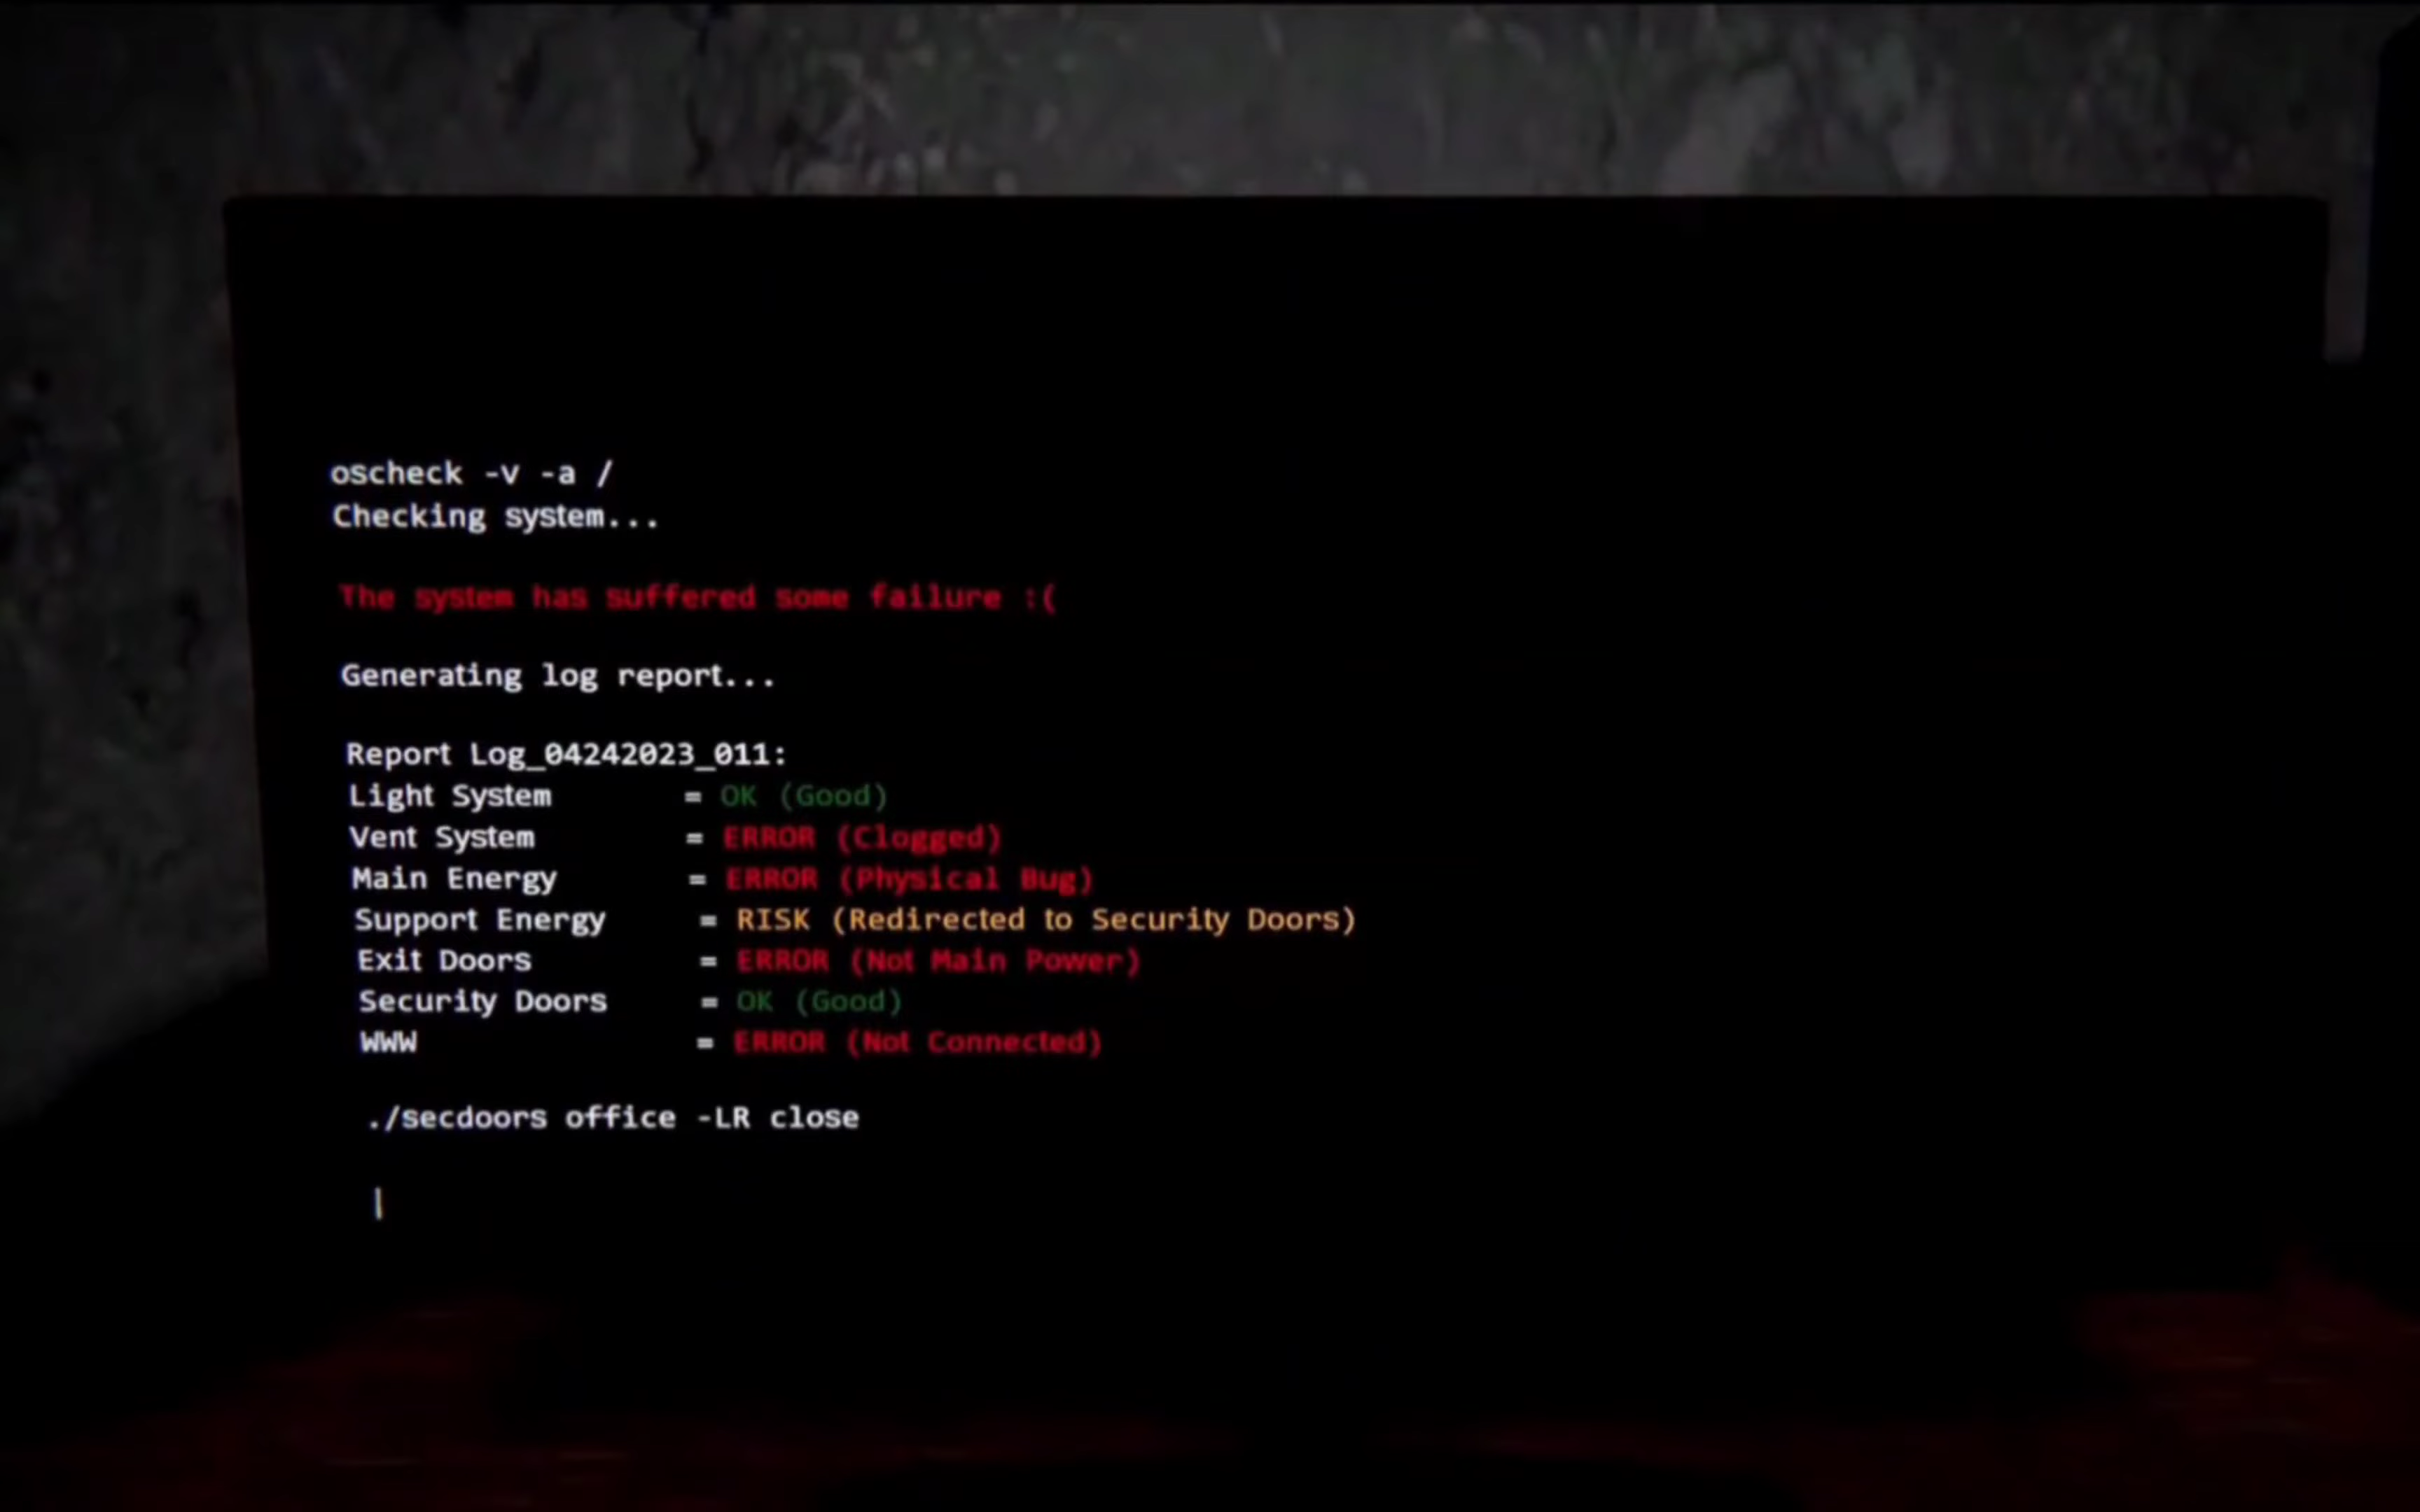 oscheck -v -a /
Checking system...
The system has suffered some failure :(
Generating log report...
Report Log_04242023_011:
Light System = OK (Good)
Vent System = ERROR (Clogged)
Main Energy = ERROR (Physical Bug)
Support Energy = RISK (Redirected to Security Doors)
Exit Doors = ERROR (Not Main Power)
Security Doors = OK (Good)
WWW = ERROR (Not Connected)
./secdoors office -LR close